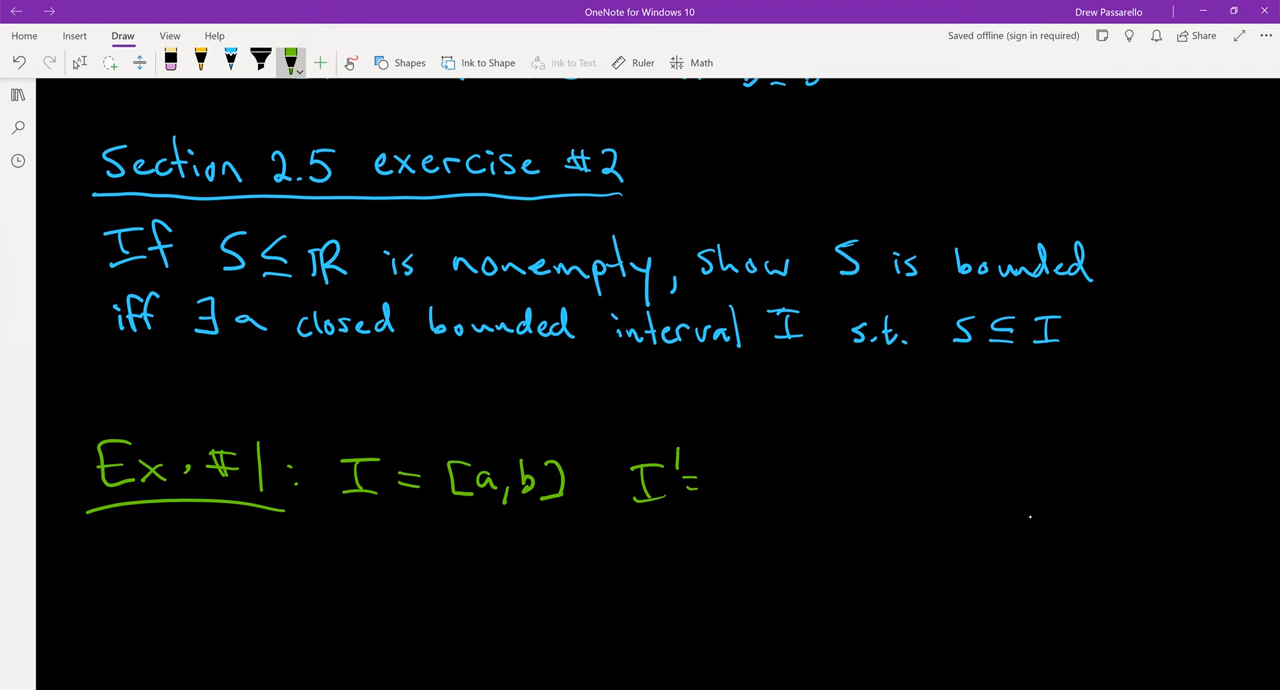 OneNote for Windows 10
Drew Passarello
Home Insert Draw View Help
Saved offline (sign in required) Share
Shapes Ink to Shape Ink to Text Ruler Math
Section 2.5 exercise #2
If S ⊆ ℝ is nonempty, show S is bounded
iff ∃ a closed bounded interval I s.t. S ⊆ I
Ex. #1: I = [a,b] I' =